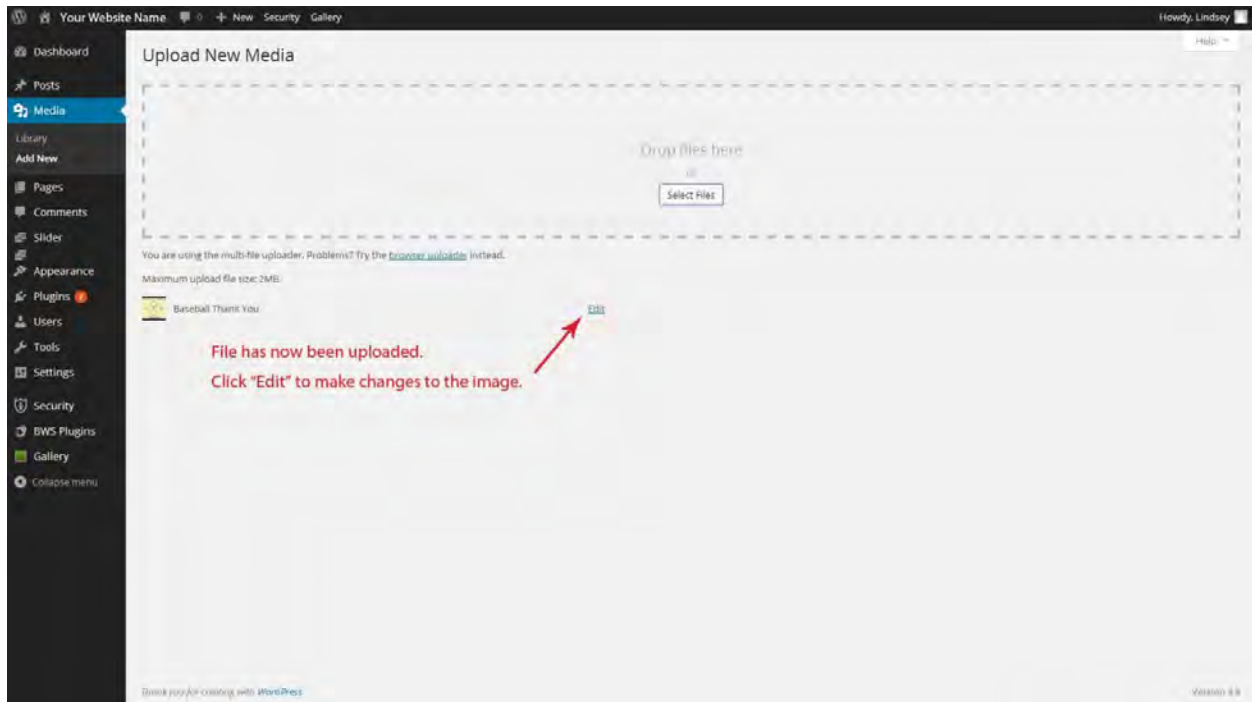 Your Website Name 0 + New Security Gallery
Howdy, Lindsey
Help
Dashboard
Posts
Media
Library
Add New
Pages
Comments
Slider
Appearance
Plugins
Users
Tools
Settings
Security
BWS Plugins
Gallery
Collapse menu
Upload New Media
Drop files here
or
Select Files
You are using the multi-file uploader. Problems? Try the browser uploader instead.
Maximum upload file size: 2MB.
Baseball Thank You
Edit
File has now been uploaded.
Click "Edit" to make changes to the image.
Thank you for creating with WordPress
Version